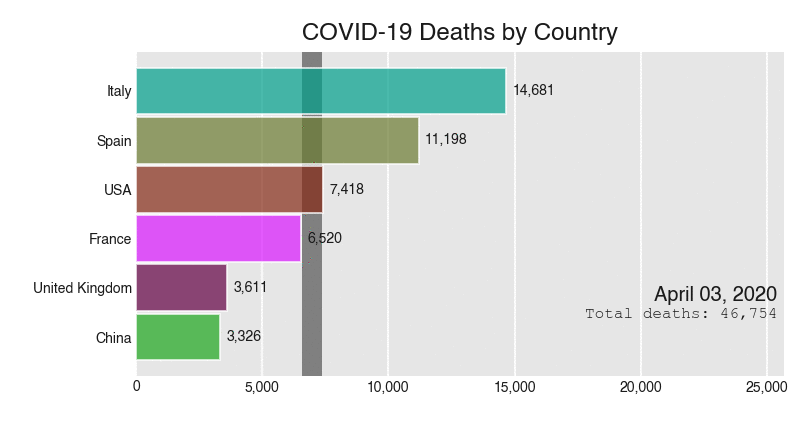 COVID-19 Deaths by Country
Italy 14,681
Spain 11,198
USA 7,418
France 6,520
United Kingdom 3,611
China 3,326
April 03, 2020
Total deaths: 46,754
0 5,000 10,000 15,000 20,000 25,000